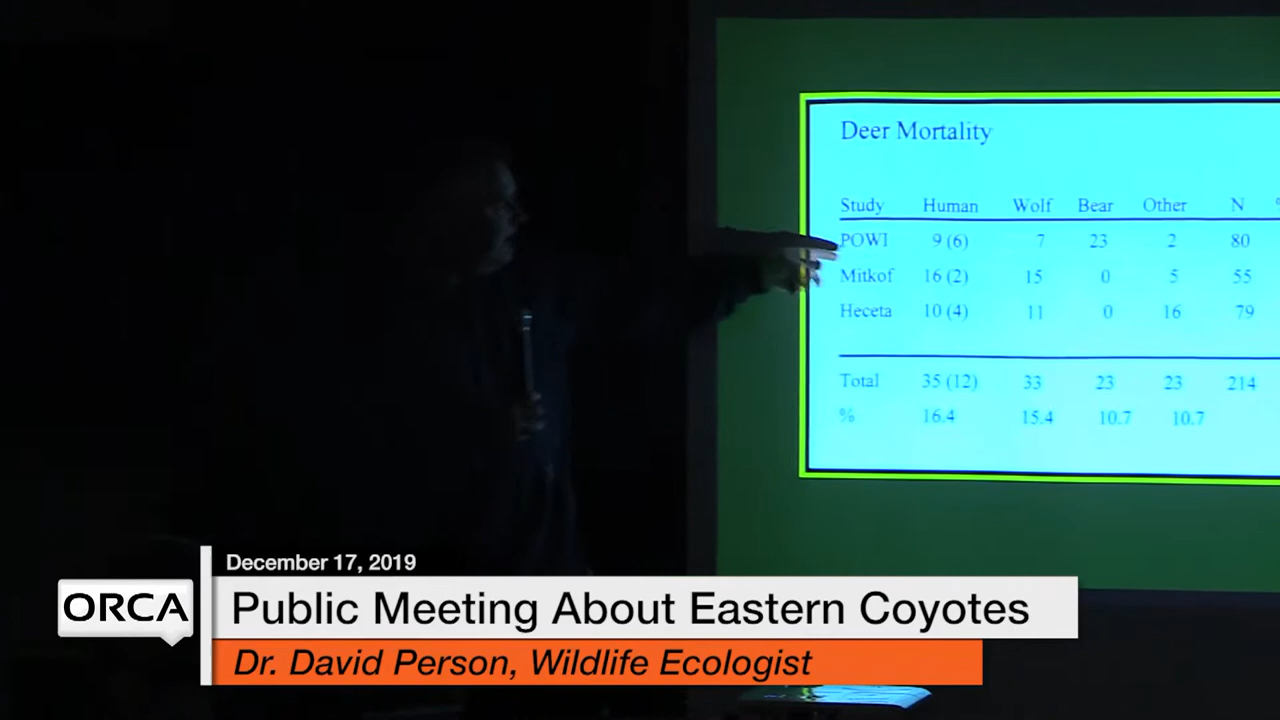 Deer Mortality
Study Human Wolf Bear Other N
POWI 9 (6) 7 23 2 80
Mitkof 16 (2) 15 0 5 55
Heceta 10 (4) 11 0 16 79
Total 35 (12) 33 23 23 214
% 16.4 15.4 10.7 10.7
December 17, 2019
ORCA
Public Meeting About Eastern Coyotes
Dr. David Person, Wildlife Ecologist